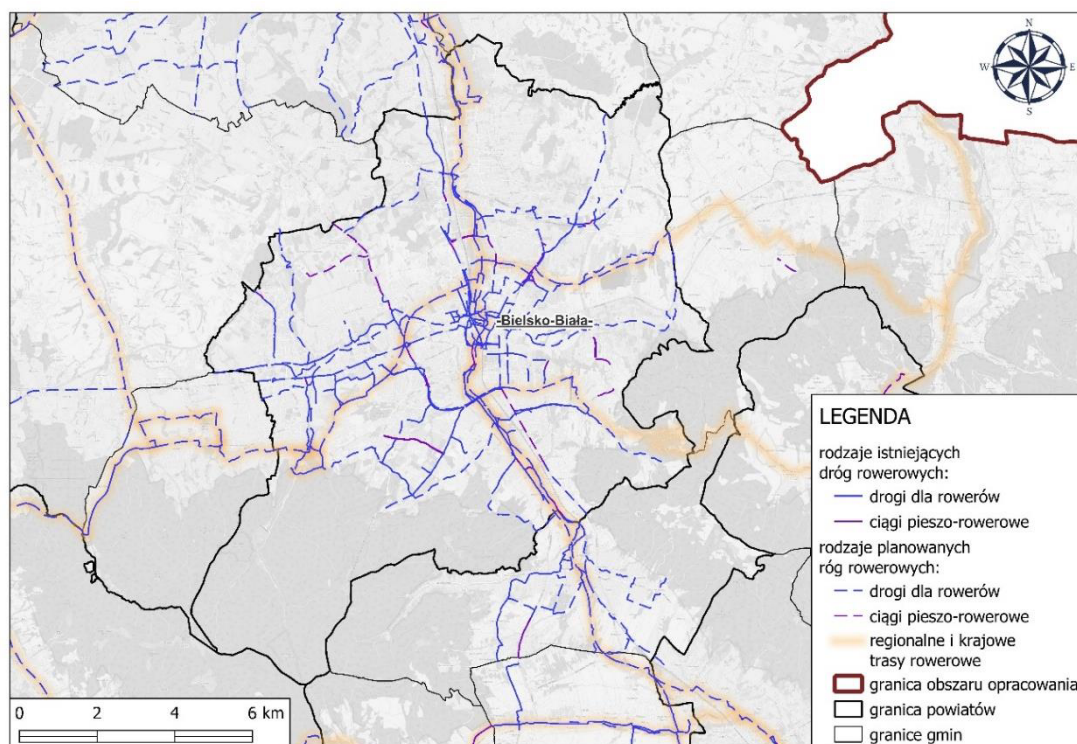 N
W E
S
-Bielsko-Biała-
LEGENDA
rodzaje istniejących
dróg rowerowych:
drogi dla rowerów
ciągi pieszo-rowerowe
rodzaje planowanych
róg rowerowych:
drogi dla rowerów
ciągi pieszo-rowerowe
regionalne i krajowe
trasy rowerowe
granica obszaru opracowania
granica powiatów
granice gmin
0 2 4 6 km